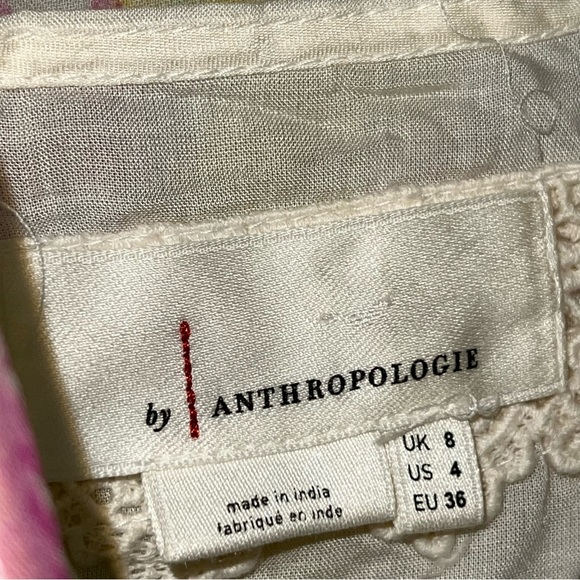 by ANTHROPOLOGIE
UK 8
US 4
EU 36
made in india
fabriqué en inde